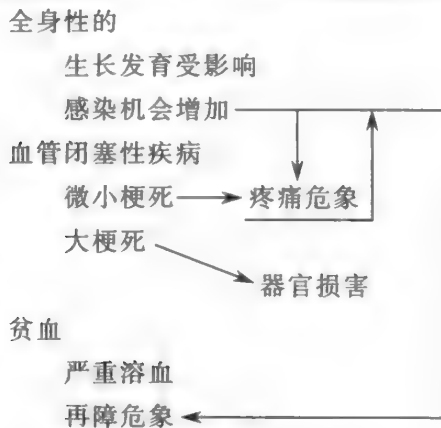 全身性的
生长发育受影响
感染机会增加
血管闭塞性疾病
微小梗死 疼痛危象
大梗死
器官损害
贫血
严重溶血
再障危象